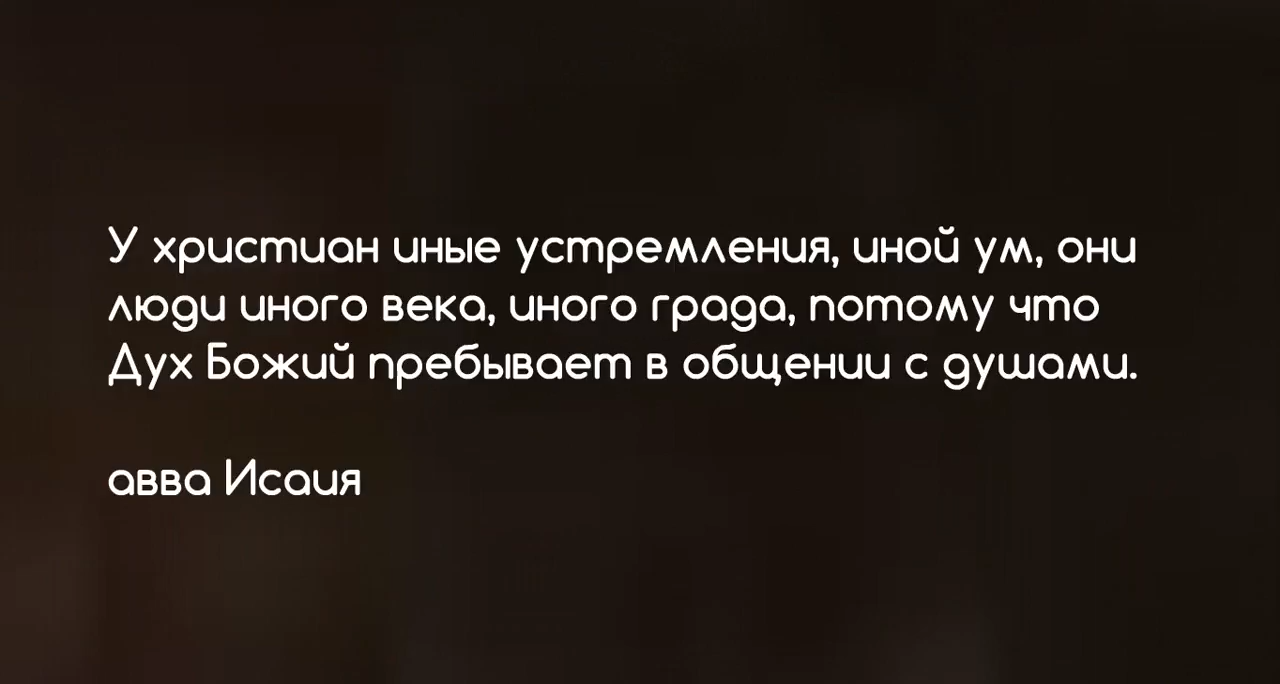 У христиан иные устремления, иной ум, они
люди иного века, иного града, потому что
Дух Божий пребывает в общении с душами.
авва Исаия